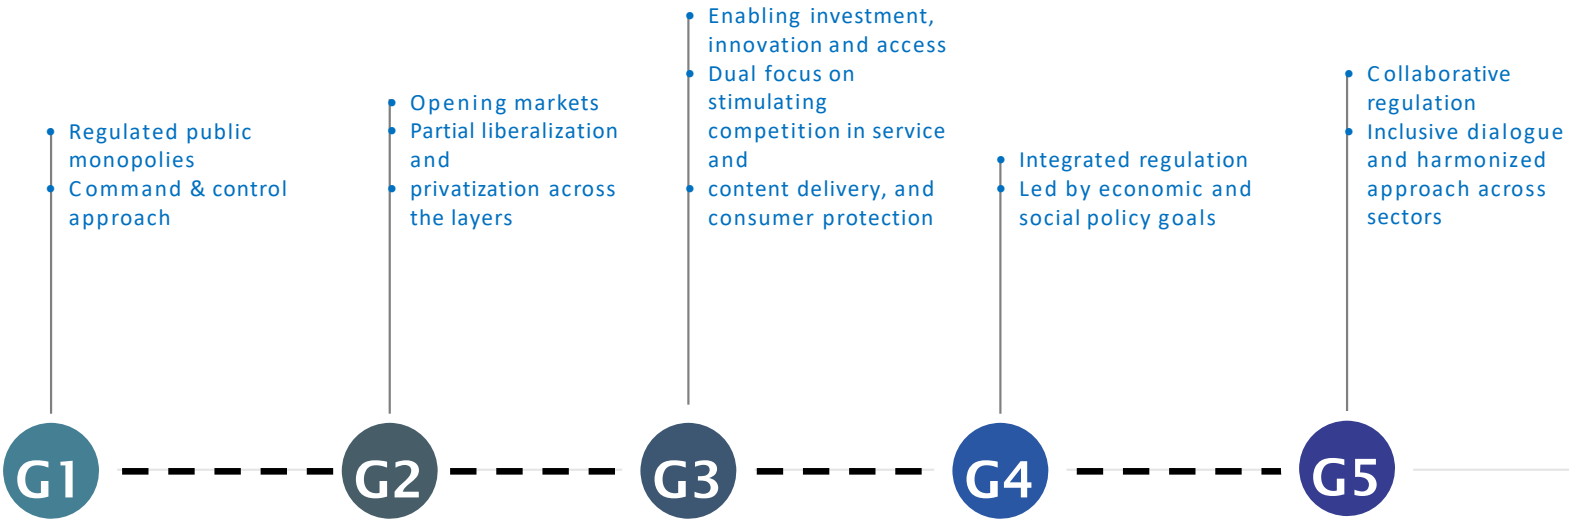 Regulated public
monopolies
Command & control
approach
Opening markets
Partial liberalization
and
privatization across
the layers
Enabling investment,
innovation and access
Dual focus on
stimulating
competition in service
and
content delivery, and
consumer protection
Integrated regulation
Led by economic and
social policy goals
Collaborative
regulation
Inclusive dialogue
and harmonized
approach across
sectors
G1
G2
G3
G4
G5